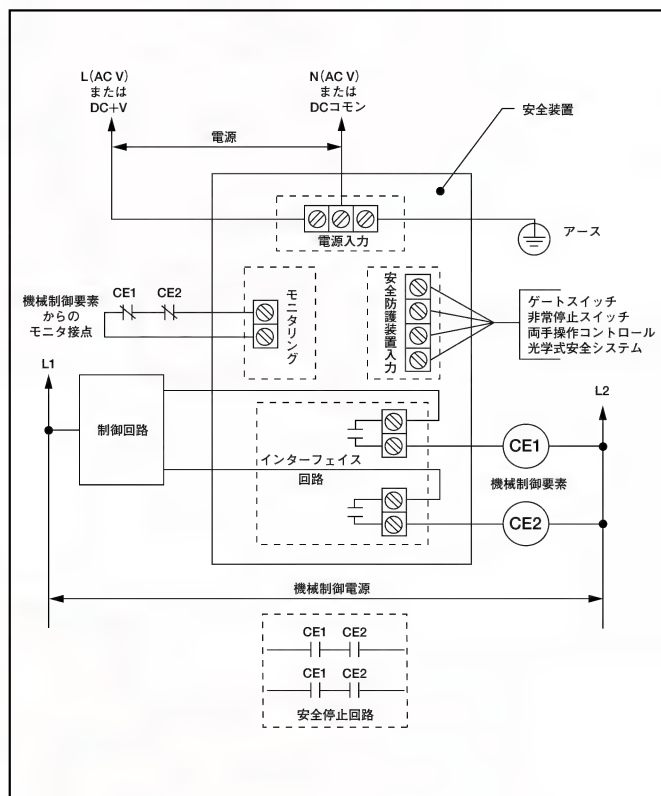 L(AC V)
または
DC+V
N(AC V)
または
DCコモン
安全装置
電源
電源入力
アース
機械制御要素
からの
モニタ接点
CE1 CE2
モニタリング
安全防護装置入力
ゲートスイッチ
非常停止スイッチ
両手操作コントロール
光学式安全システム
L1
L2
制御回路
インターフェイス
回路
CE1
機械制御要素
CE2
機械制御電源
CE1 CE2
CE1 CE2
安全停止回路